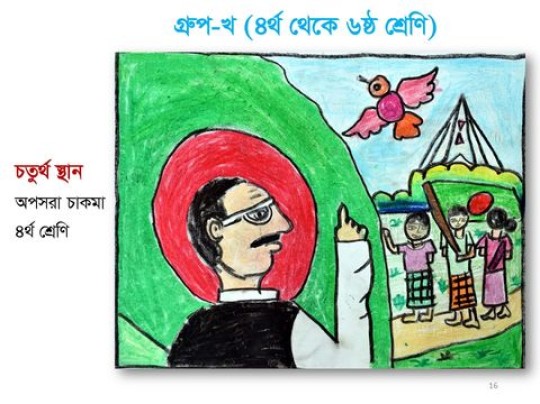 গ্রুপ-খ (৪র্থ থেকে ৬ষ্ঠ শ্রেণি)
চতুর্থ স্থান
অপসরা চাকমা
৪র্থ শ্রেণি
16